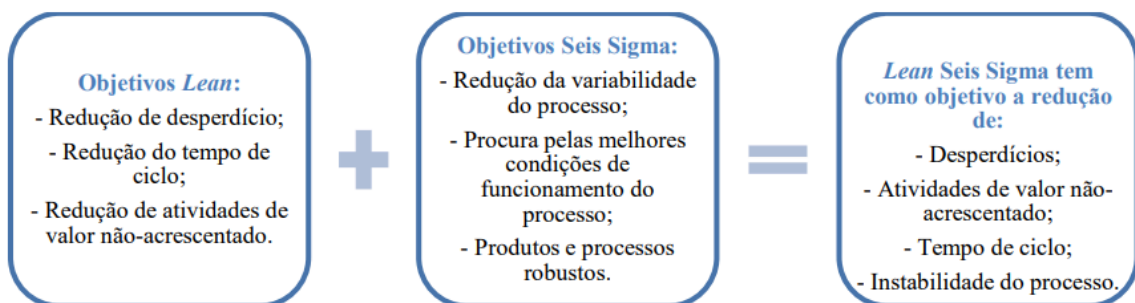 Objetivos Lean:
- Redução de desperdício;
- Redução do tempo de
ciclo;
- Redução de atividades de
valor não-acrescentado.
Objetivos Seis Sigma:
- Redução da variabilidade
do processo;
- Procura pelas melhores
condições de
funcionamento do
processo;
- Produtos e processos
robustos.
Lean Seis Sigma tem
como objetivo a redução
de:
- Desperdícios;
- Atividades de valor não-
acrescentado;
- Tempo de ciclo;
- Instabilidade do processo.